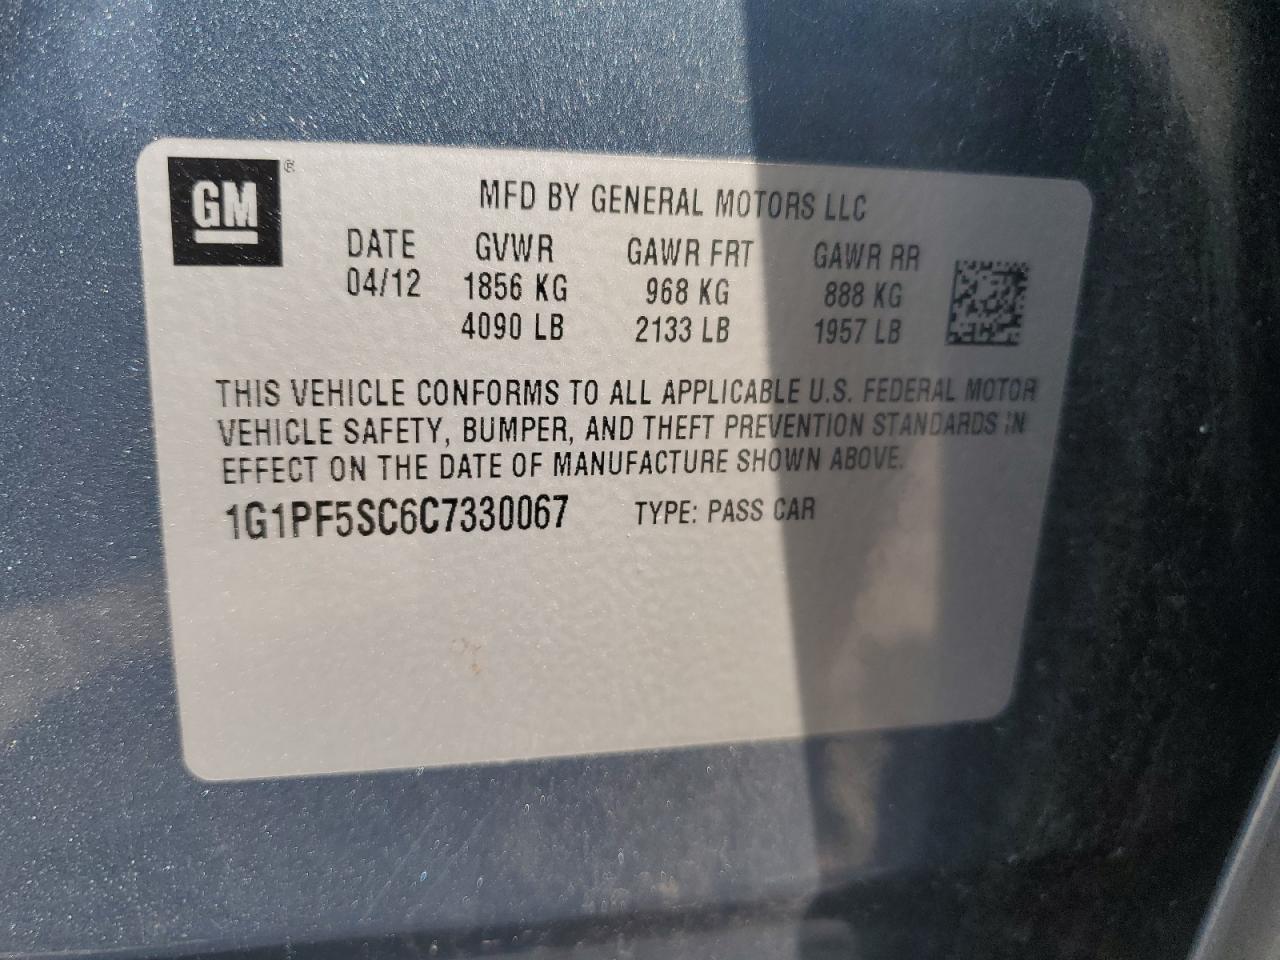 GM ®
MFD BY GENERAL MOTORS LLC
DATE GVWR GAWR FRT GAWR RR
04/12 1856 KG 968 KG 888 KG
4090 LB 2133 LB 1957 LB
THIS VEHICLE CONFORMS TO ALL APPLICABLE U.S. FEDERAL MOTOR
VEHICLE SAFETY, BUMPER, AND THEFT PREVENTION STANDARDS IN
EFFECT ON THE DATE OF MANUFACTURE SHOWN ABOVE.
1G1PF5SC6C7330067 TYPE: PASS CAR